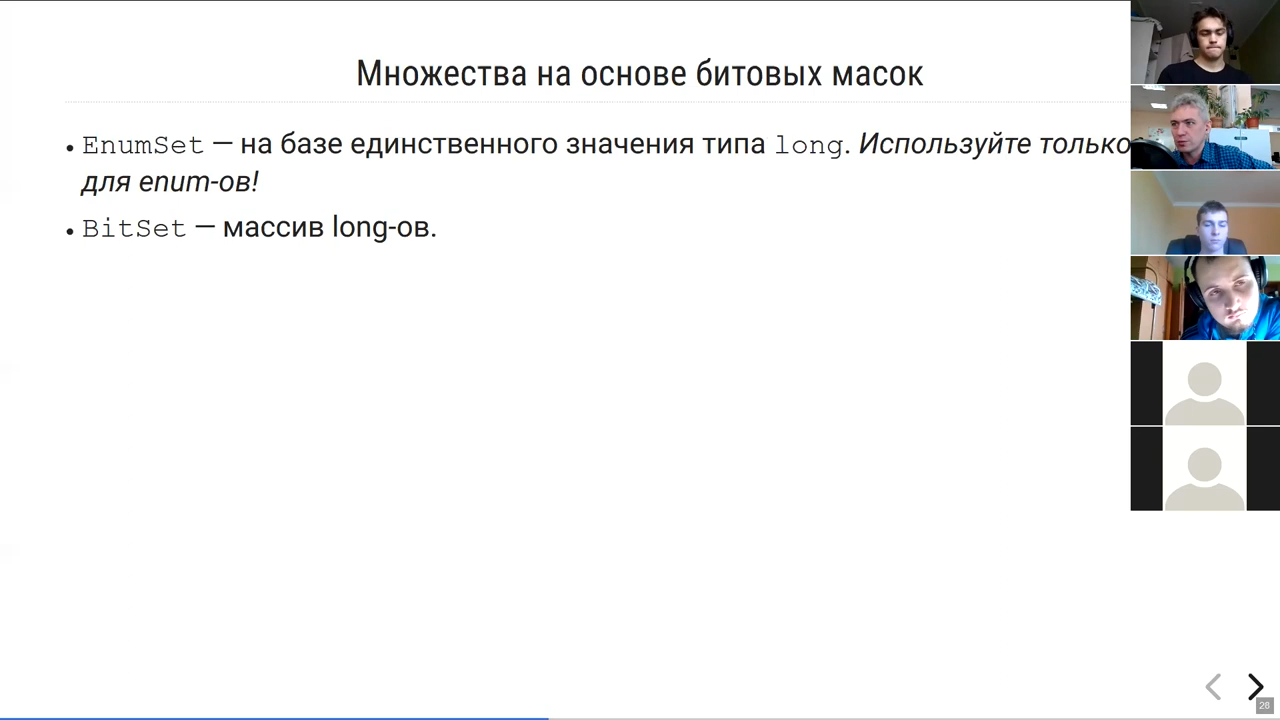 Множества на основе битовых масок
• EnumSet — на базе единственного значения типа long. Используйте только
для enum-ов!
• BitSet — массив long-ов.
28